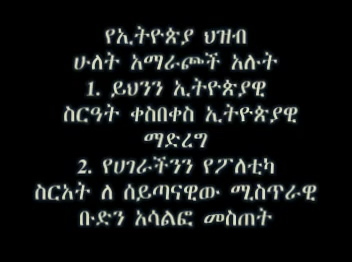 የኢትዮጵያ ህዝብ
ሁለት አማራጮች አሉት
1. ይህንን ኢትዮጵያዊ
ስርዓት ቀስበቀስ ኢትዮጵያዊ
ማድረግ
2. የሀገራችንን የፖለቲካ
ስርአት ለ ሰይጣናዊው ሚስጥራዊ
ቡድን አሳልፎ መስጠት